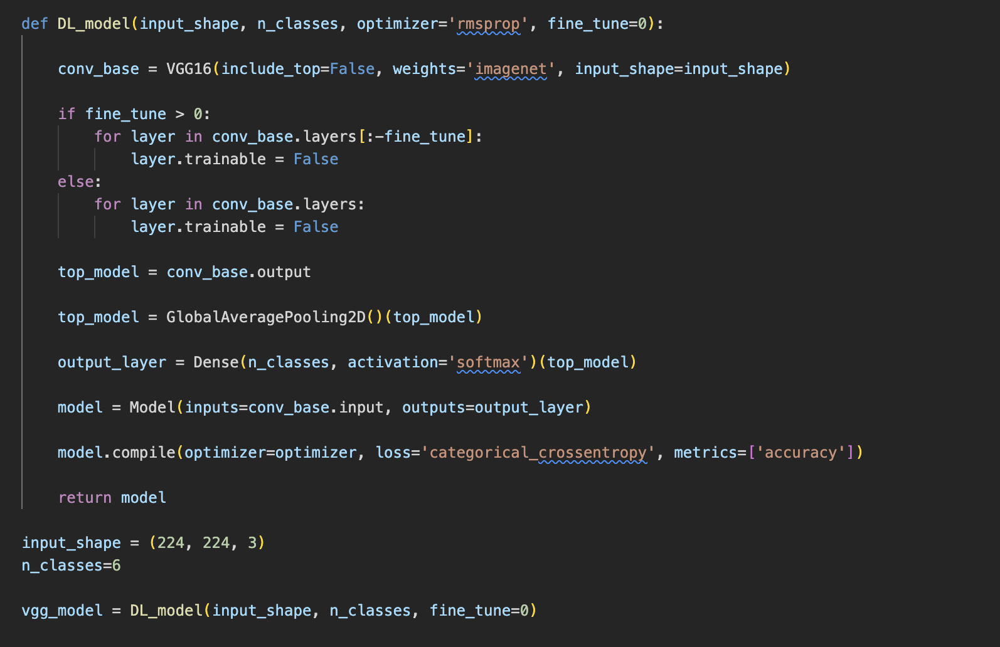 def DL_model(input_shape, n_classes, optimizer='rmsprop', fine_tune=0):
conv_base = VGG16(include_top=False, weights='imagenet', input_shape=input_shape)
if fine_tune > 0:
for layer in conv_base.layers[:-fine_tune]:
layer.trainable = False
else:
for layer in conv_base.layers:
layer.trainable = False
top_model = conv_base.output
top_model = GlobalAveragePooling2D()(top_model)
output_layer = Dense(n_classes, activation='softmax')(top_model)
model = Model(inputs=conv_base.input, outputs=output_layer)
model.compile(optimizer=optimizer, loss='categorical_crossentropy', metrics=['accuracy'])
return model
input_shape = (224, 224, 3)
n_classes=6
vgg_model = DL_model(input_shape, n_classes, fine_tune=0)